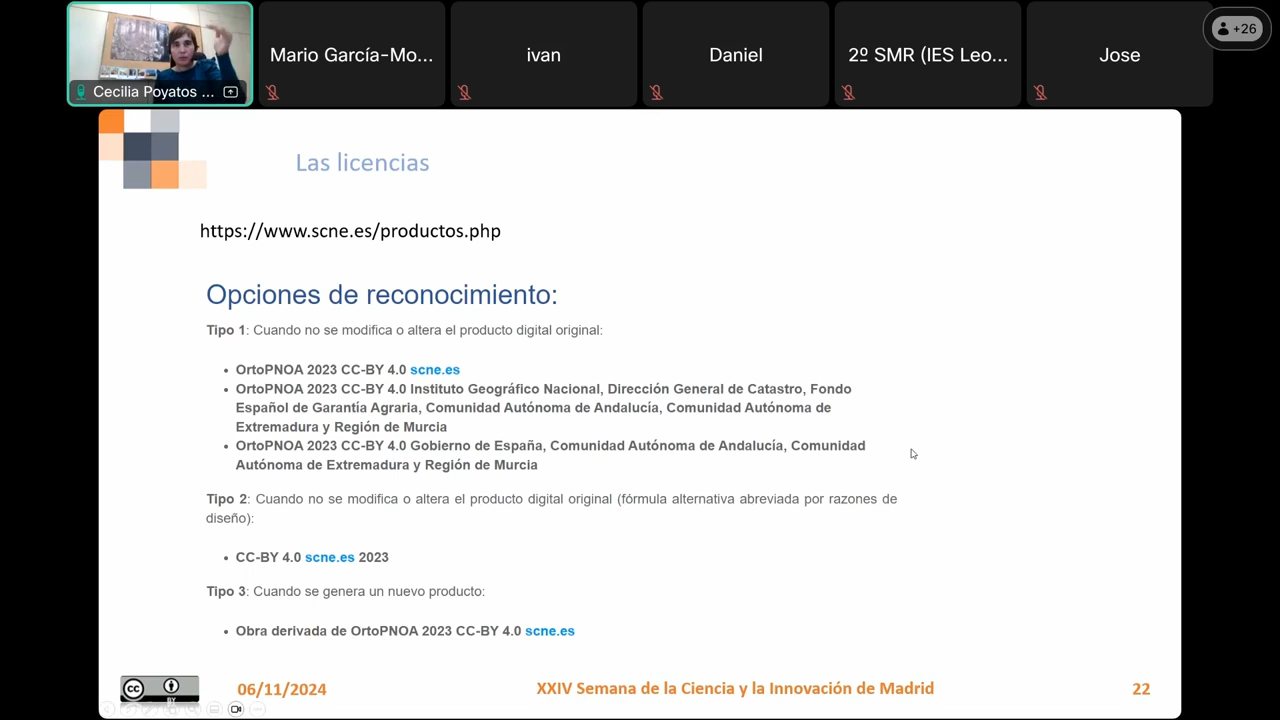 Cecilia Poyatos ...
Mario García-Mo...
ivan
Daniel
2º SMR (IES Leo...
Jose
+26
Las licencias
https://www.scne.es/productos.php
Opciones de reconocimiento:
Tipo 1: Cuando no se modifica o altera el producto digital original:
• OrtoPNOA 2023 CC-BY 4.0 scne.es
• OrtoPNOA 2023 CC-BY 4.0 Instituto Geográfico Nacional, Dirección General de Catastro, Fondo
Español de Garantía Agraria, Comunidad Autónoma de Andalucía, Comunidad Autónoma de
Extremadura y Región de Murcia
• OrtoPNOA 2023 CC-BY 4.0 Gobierno de España, Comunidad Autónoma de Andalucía, Comunidad
Autónoma de Extremadura y Región de Murcia
Tipo 2: Cuando no se modifica o altera el producto digital original (fórmula alternativa abreviada por razones de
diseño):
• CC-BY 4.0 scne.es 2023
Tipo 3: Cuando se genera un nuevo producto:
• Obra derivada de OrtoPNOA 2023 CC-BY 4.0 scne.es
cc
BY
06/11/2024
XXIV Semana de la Ciencia y la Innovación de Madrid
22